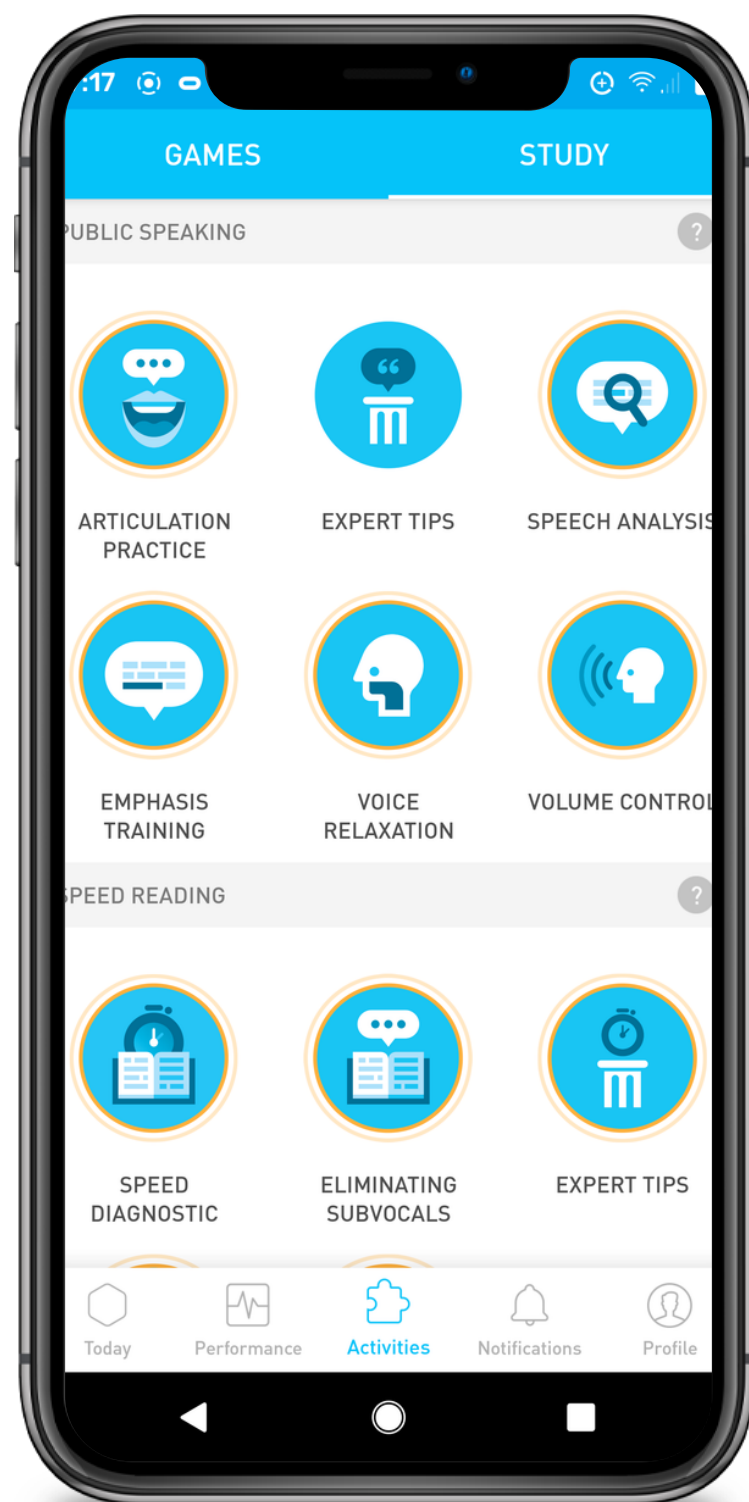 :17
GAMES STUDY
PUBLIC SPEAKING ?
ARTICULATION PRACTICE
EXPERT TIPS
SPEECH ANALYSIS
EMPHASIS TRAINING
VOICE RELAXATION
VOLUME CONTROL
SPEED READING ?
SPEED DIAGNOSTIC
ELIMINATING SUBVOCALS
EXPERT TIPS
Today Performance Activities Notifications Profile